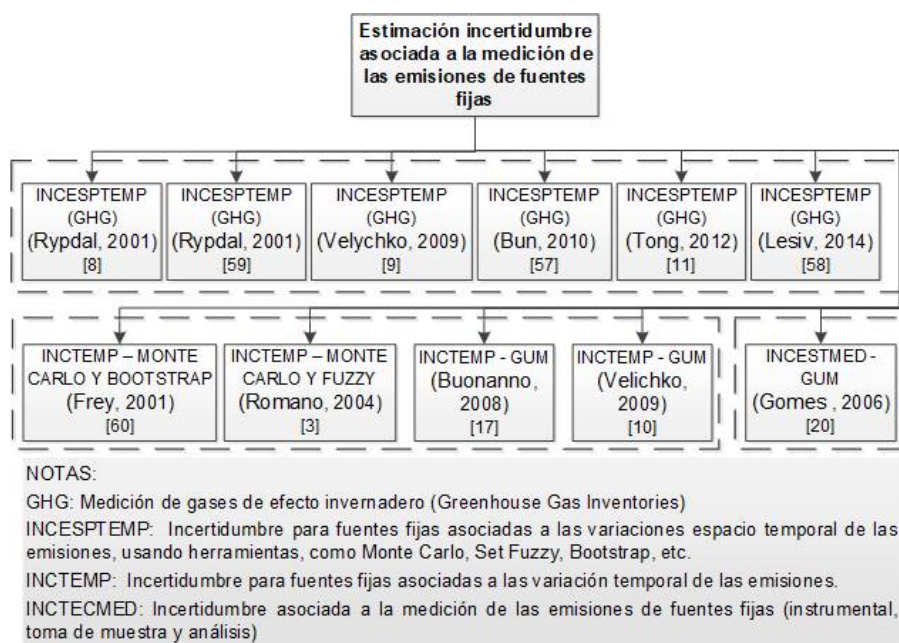 Estimación incertidumbre
asociada a la medición de
las emisiones de fuentes
fijas
INCESPTEMP
(GHG)
(Rypdal, 2001)
[8]
INCESPTEMP
(GHG)
(Rypdal, 2001)
[59]
INCESPTEMP
(GHG)
(Velychko, 2009)
[9]
INCESPTEMP
(GHG)
(Bun, 2010)
[57]
INCESPTEMP
(GHG)
(Tong, 2012)
[11]
INCESPTEMP
(GHG)
(Lesiv, 2014)
[58]
INCTEMP – MONTE
CARLO Y BOOTSTRAP
(Frey, 2001)
[60]
INCTEMP – MONTE
CARLO Y FUZZY
(Romano, 2004)
[3]
INCTEMP - GUM
(Buonanno,
2008)
[17]
INCTEMP - GUM
(Velichko,
2009)
[10]
INCESTMED -
GUM
(Gomes , 2006)
[20]
NOTAS:
GHG: Medición de gases de efecto invernadero (Greenhouse Gas Inventories)
INCESPTEMP: Incertidumbre para fuentes fijas asociadas a las variaciones espacio temporal de las
emisiones, usando herramientas, como Monte Carlo, Set Fuzzy, Bootstrap, etc.
INCTEMP: Incertidumbre para fuentes fijas asociadas a las variación temporal de las emisiones.
INCTECMED: Incertidumbre asociada a la medición de las emisiones de fuentes fijas (instrumental,
toma de muestra y análisis)